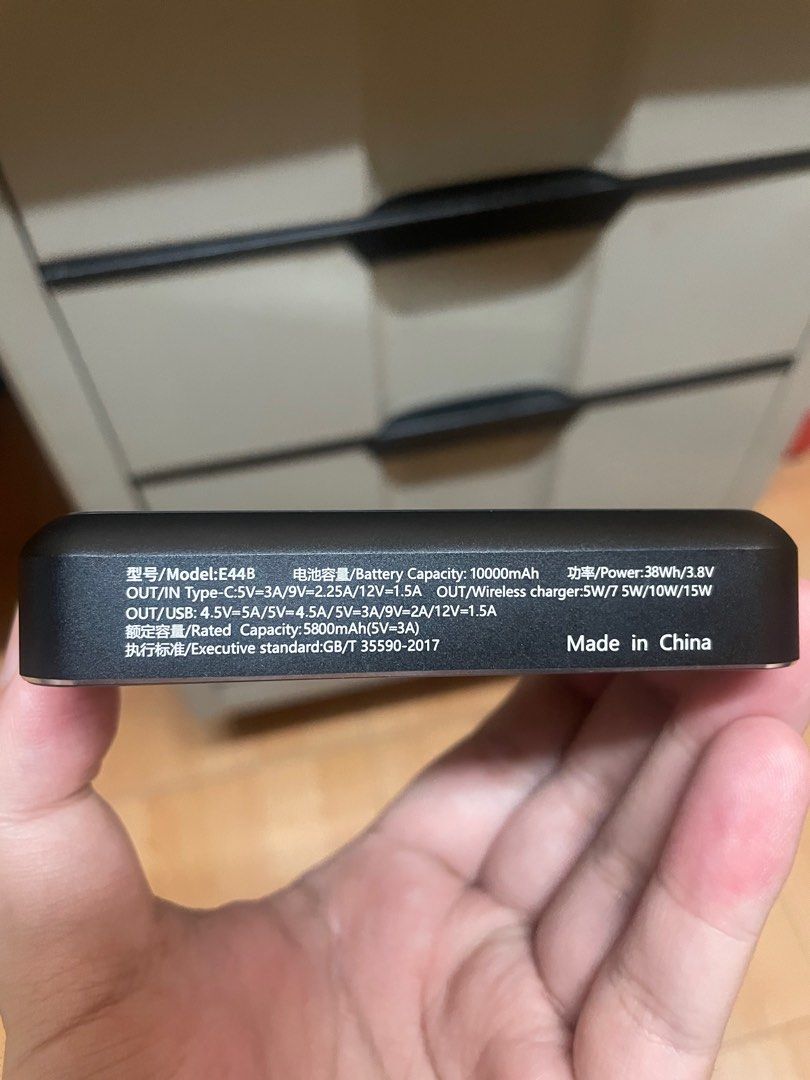 型号/Model:E44B 电池容量/Battery Capacity: 10000mAh 功率/Power:38Wh/3.8V
OUT/IN Type-C:5V=3A/9V=2.25A/12V=1.5A OUT/Wireless charger:5W/7 5W/10W/15W
OUT/USB: 4.5V=5A/5V=4.5A/5V=3A/9V=2A/12V=1.5A
额定容量/Rated Capacity:5800mAh(5V=3A)
执行标准/Executive standard:GB/T 35590-2017
Made in China